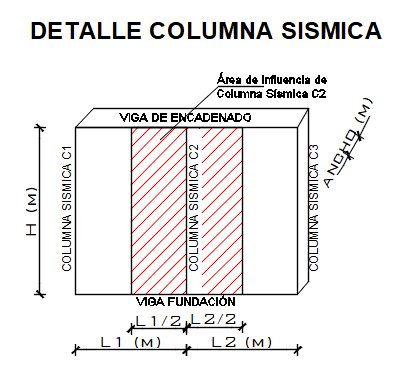 DETALLE COLUMNA SISMICA
Área de Influencia de
Columna Sísmica C2
VIGA DE ENCADENADO
COLUMNA SISMICA C1
COLUMNA SISMICA C2
COLUMNA SISMICA C3
ANCHO (M)
H (M)
VIGA FUNDACIÓN
L1/2
L2/2
L1 (M)
L2 (M)